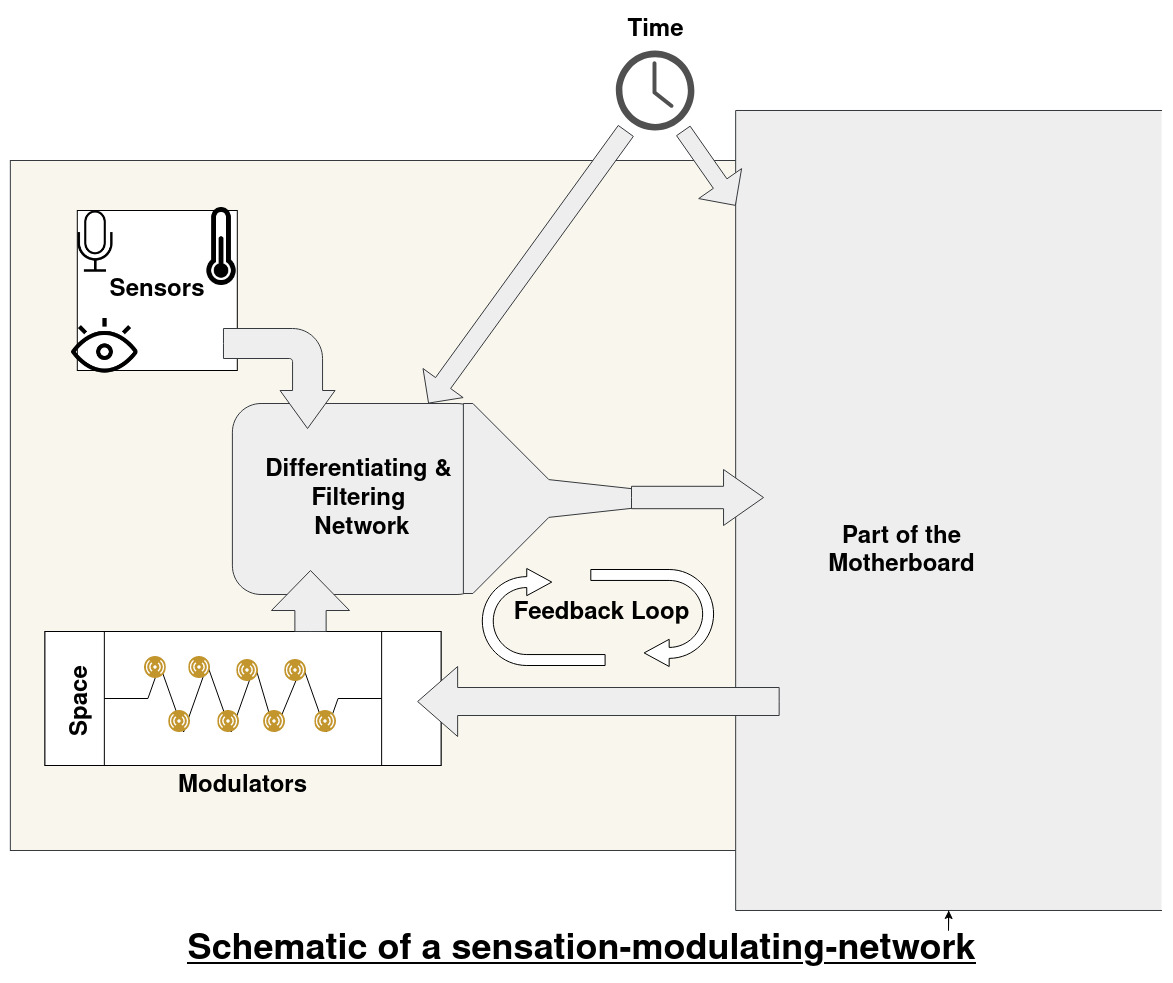 Time
Sensors
Differentiating &
Filtering
Network
Part of the
Motherboard
Feedback Loop
Space
Modulators
Schematic of a sensation-modulating-network